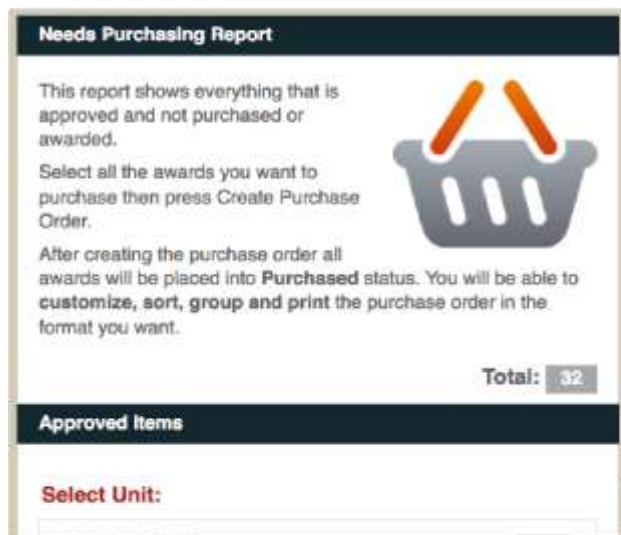 Needs Purchasing Report
This report shows everything that is
approved and not purchased or
awarded.
Select all the awards you want to
purchase then press Create Purchase
Order.
After creating the purchase order all
awards will be placed into Purchased status. You will be able to
customize, sort, group and print the purchase order in the
format you want.
Total: 32
Approved Items
Select Unit: